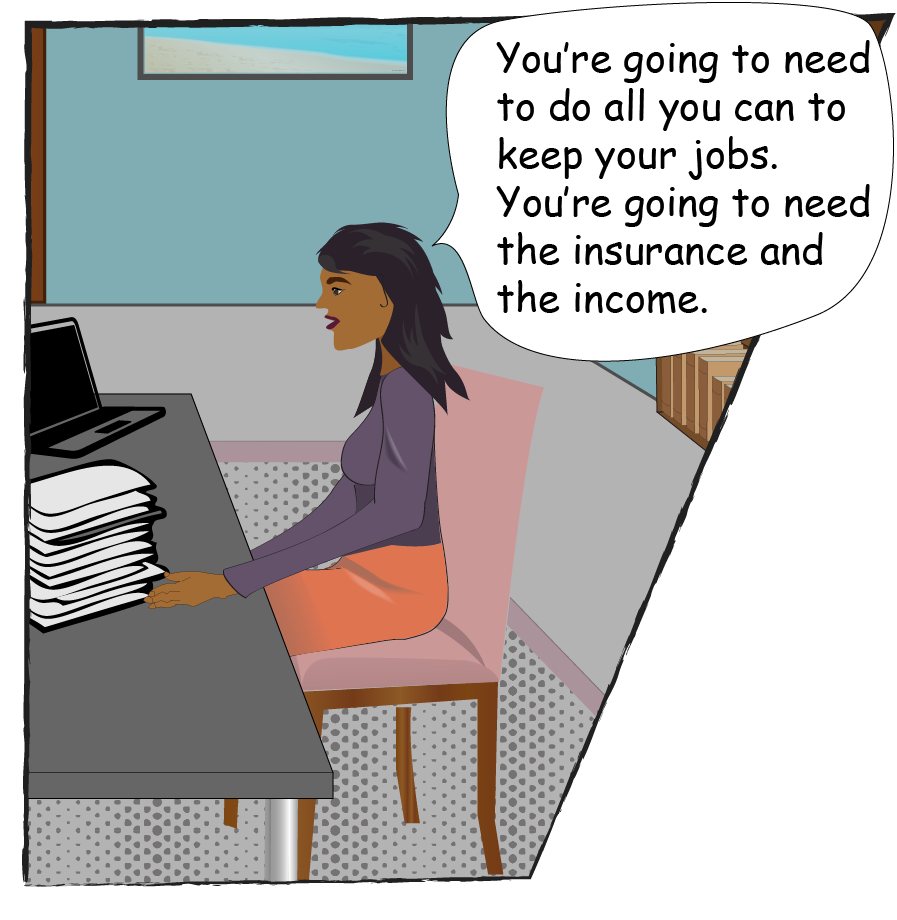 You're going to need
to do all you can to
keep your jobs.
You're going to need
the insurance and
the income.